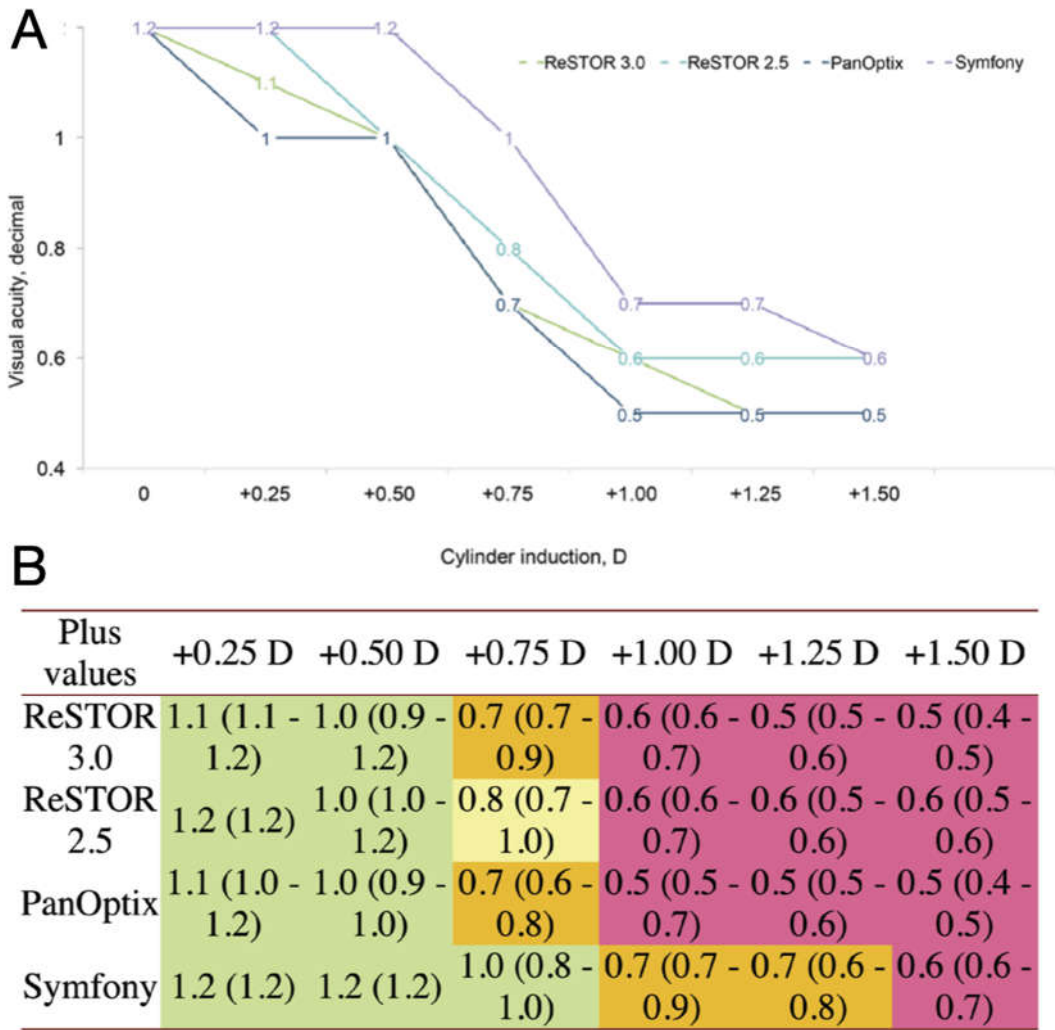 A
1.2 1.2 1.2
ReSTOR 3.0 ReSTOR 2.5 PanOptix Symfony
1.1
1 1 1 1
0.8 0.8
0.7 0.7 0.7
0.6 0.6 0.6 0.6
0.5 0.5 0.5
0.4
Visual acuity, decimal
0 +0.25 +0.50 +0.75 +1.00 +1.25 +1.50
Cylinder induction, D
B
Plus
values +0.25 D +0.50 D +0.75 D +1.00 D +1.25 D +1.50 D
ReSTOR 1.1 (1.1 - 1.0 (0.9 - 0.7 (0.7 - 0.6 (0.6 - 0.5 (0.5 - 0.5 (0.4 -
3.0 1.2) 1.2) 0.9) 0.7) 0.6) 0.5)
ReSTOR 1.2 (1.2) 1.0 (1.0 - 0.8 (0.7 - 0.6 (0.6 - 0.6 (0.5 - 0.6 (0.5 -
2.5 1.2) 1.0) 0.7) 0.6) 0.6)
PanOptix 1.1 (1.0 - 1.0 (0.9 - 0.7 (0.6 - 0.5 (0.5 - 0.5 (0.5 - 0.5 (0.4 -
1.2) 1.0) 0.8) 0.7) 0.6) 0.5)
Symfony 1.2 (1.2) 1.2 (1.2) 1.0 (0.8 - 0.7 (0.7 - 0.7 (0.6 - 0.6 (0.6 -
1.0) 0.9) 0.8) 0.7)